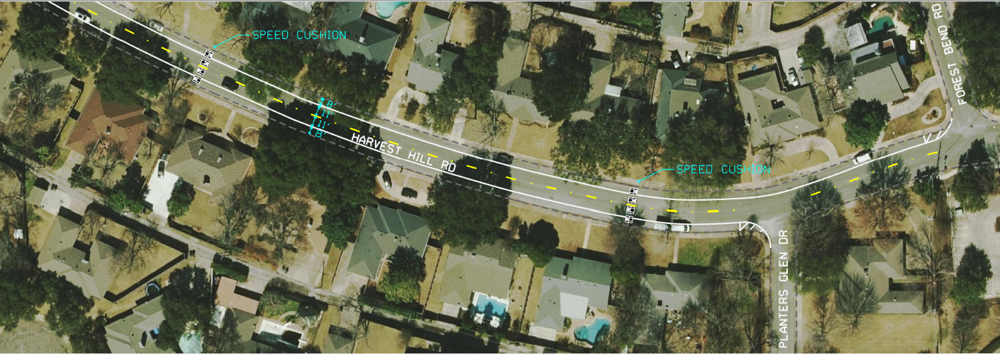 SPEED CUSHION
FOREST BEND RD
8'
11'
11'
8'
HARVEST HILL RD
SPEED CUSHION
PLANTERS GLEN DR